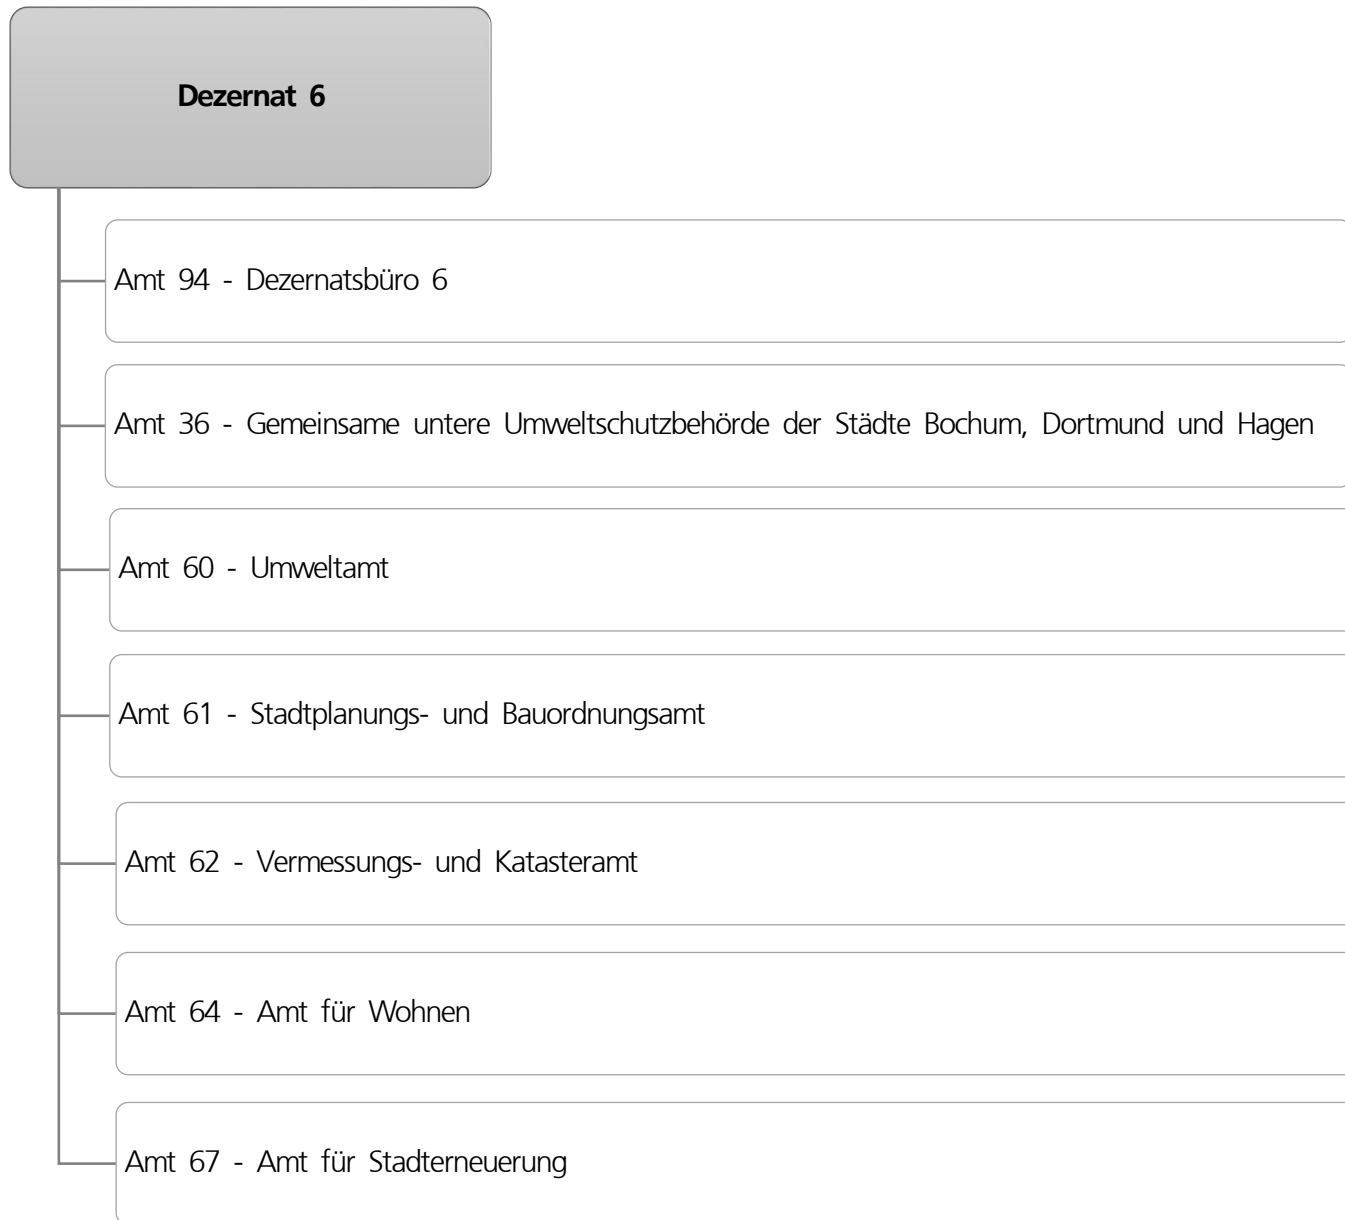 Dezernat 6
Amt 94 - Dezernatsbüro 6
Amt 36 - Gemeinsame untere Umweltschutzbehörde der Städte Bochum, Dortmund und Hagen
Amt 60 - Umweltamt
Amt 61 - Stadtplanungs- und Bauordnungsamt
Amt 62 - Vermessungs- und Katasteramt
Amt 64 - Amt für Wohnen
Amt 67 - Amt für Stadterneuerung